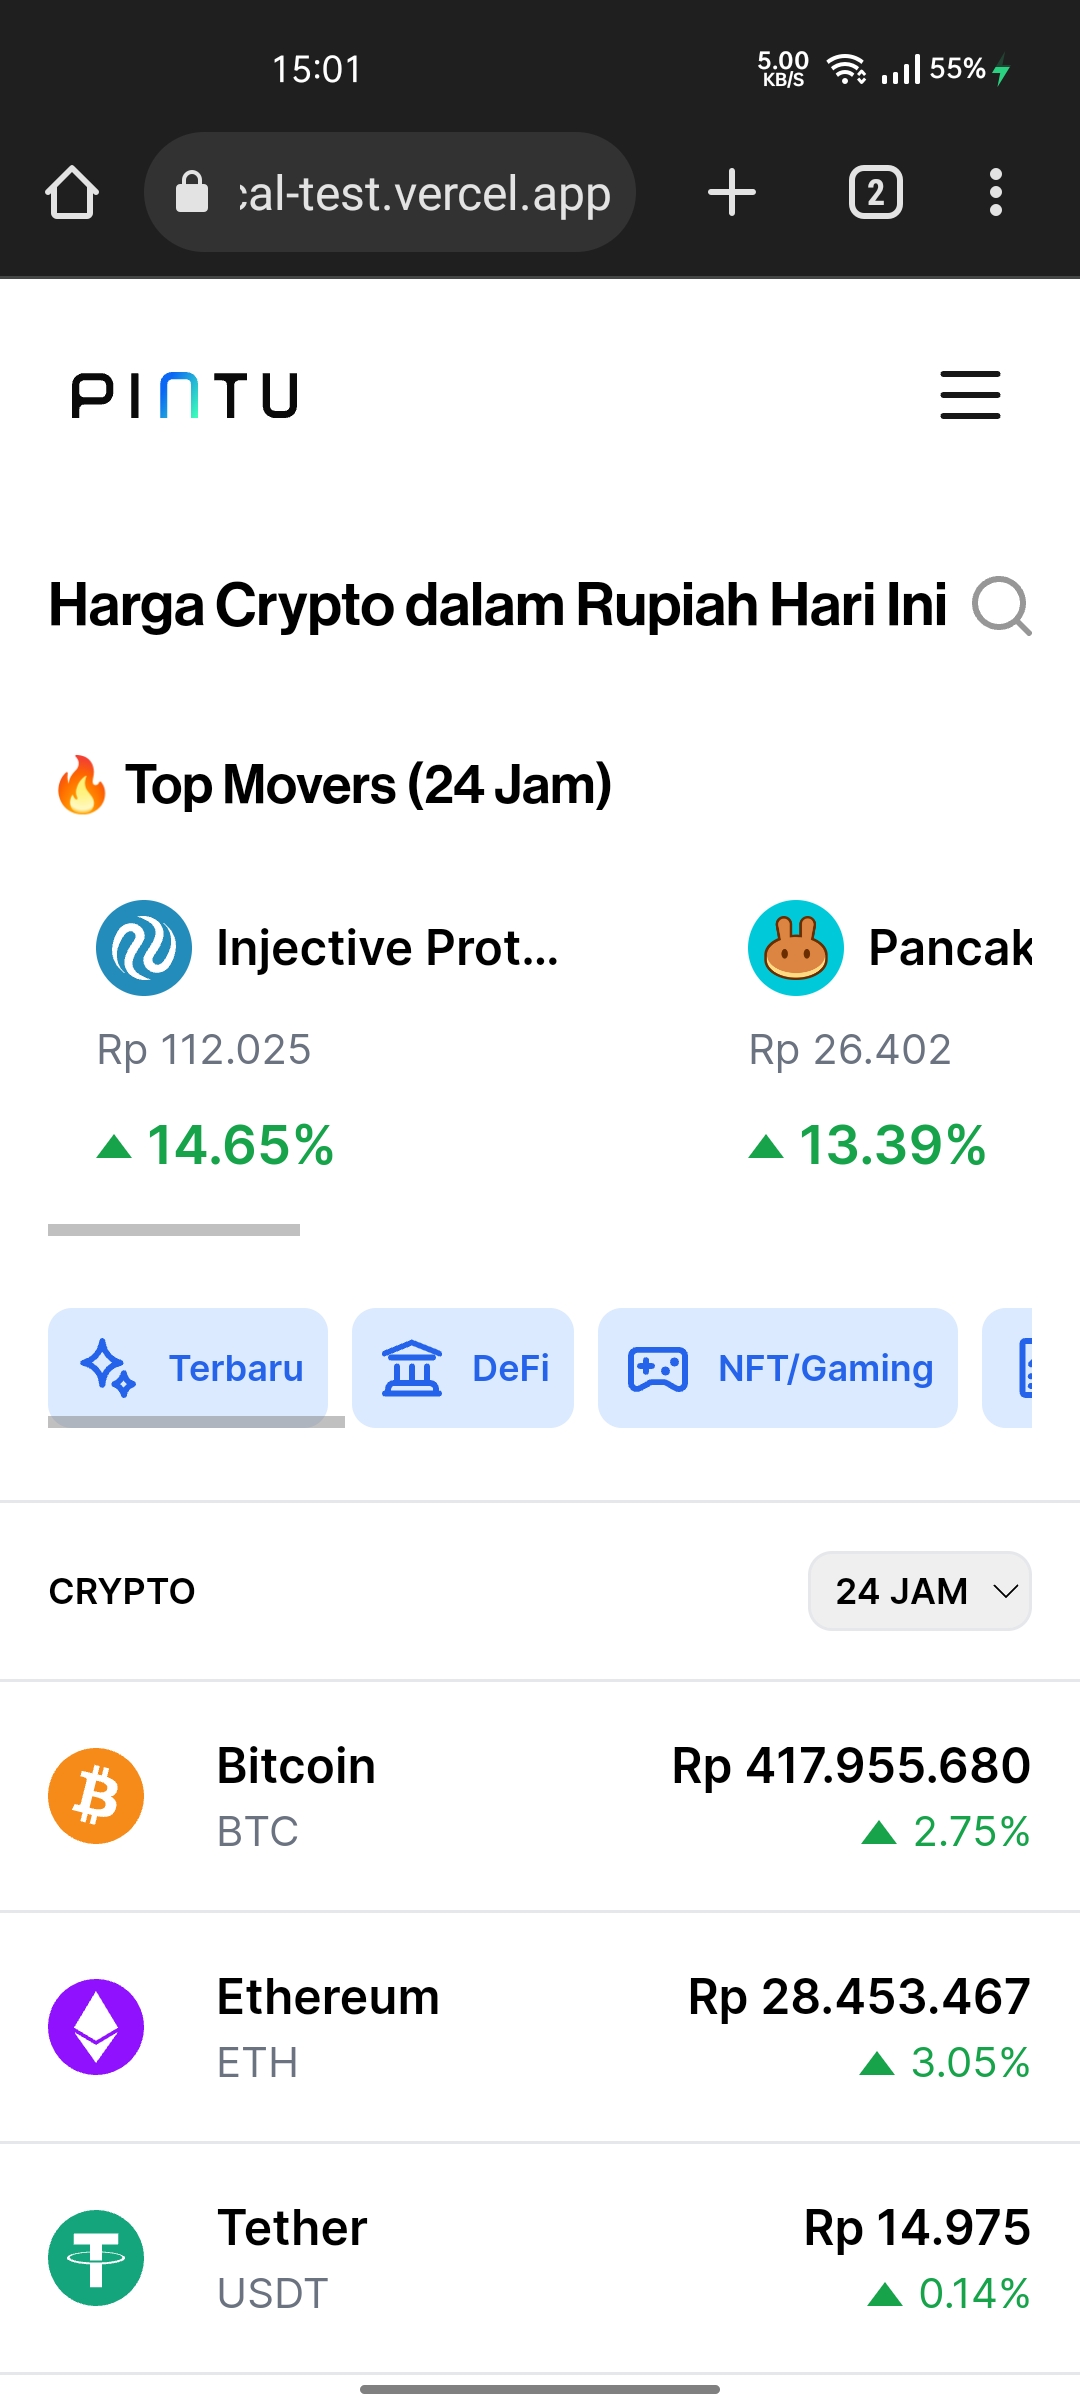 15:01
5.00
KB/S
55%
cal-test.vercel.app
2
PINTU
Harga Crypto dalam Rupiah Hari Ini
Top Movers (24 Jam)
Injective Prot...
Pancak
Rp 112.025
Rp 26.402
14.65%
13.39%
Terbaru
DeFi
NFT/Gaming
CRYPTO
24 JAM
Bitcoin
Rp 417.955.680
BTC
2.75%
Ethereum
Rp 28.453.467
ETH
3.05%
Tether
Rp 14.975
USDT
0.14%